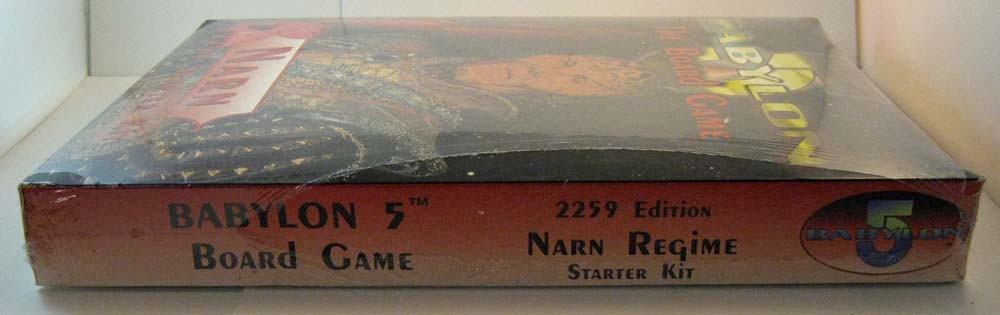 NARN
BABYLON
5
The Board Game
BABYLON 5™
Board Game
2259 Edition
Narn Regime
Starter Kit
5
BABYLON